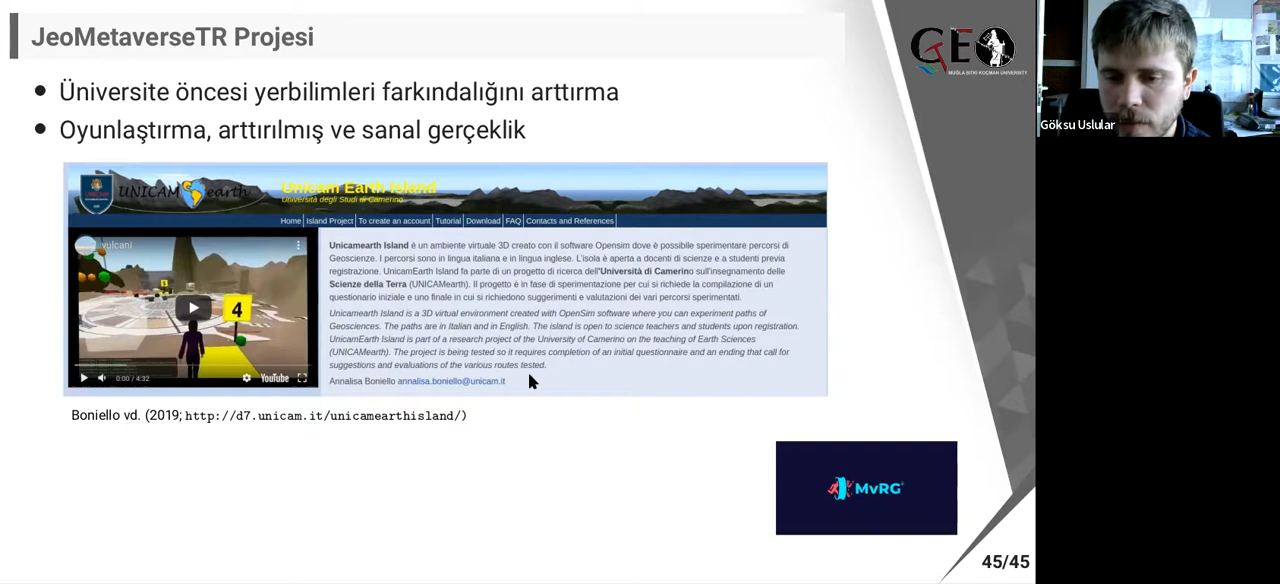 JeoMetaverseTR Projesi
GEO
MUĞLA SITKI KOÇMAN UNIVERSITY
Göksu Uslular
Üniversite öncesi yerbilimleri farkındalığını arttırma
Oyunlaştırma, arttırılmış ve sanal gerçeklik
UNICAM earth
Unicam Earth Island
Università degli Studi di Camerino
Home Island Project To create an account Tutorial Download FAQ Contacts and References
vulcani
4
0:00 / 4:32
YouTube
Unicamearth Island è un ambiente virtuale 3D creato con il software Opensim dove è possibile sperimentare percorsi di
Geoscienze. I percorsi sono in lingua italiana e in lingua inglese. L'isola è aperta a docenti di scienze e a studenti previa
registrazione. UnicamEarth Island fa parte di un progetto di ricerca dell'Università di Camerino sull'insegnamento delle
Scienze della Terra (UNICAMearth). Il progetto è in fase di sperimentazione per cui si richiede la compilazione di un
questionario iniziale e uno finale in cui si richiedono suggerimenti e valutazioni dei vari percorsi sperimentati.
Unicamearth Island is a 3D virtual environment created with OpenSim software where you can experiment paths of
Geosciences. The paths are in Italian and in English. The island is open to science teachers and students upon registration.
UnicamEarth Island is part of a research project of the University of Camerino on the teaching of Earth Sciences
(UNICAMearth). The project is being tested so it requires completion of an initial questionnaire and an ending that call for
suggestions and evaluations of the various routes tested.
Annalisa Boniello annalisa.boniello@unicam.it
Boniello vd. (2019; http://d7.unicam.it/unicamearthisland/)
MvRG
45/45